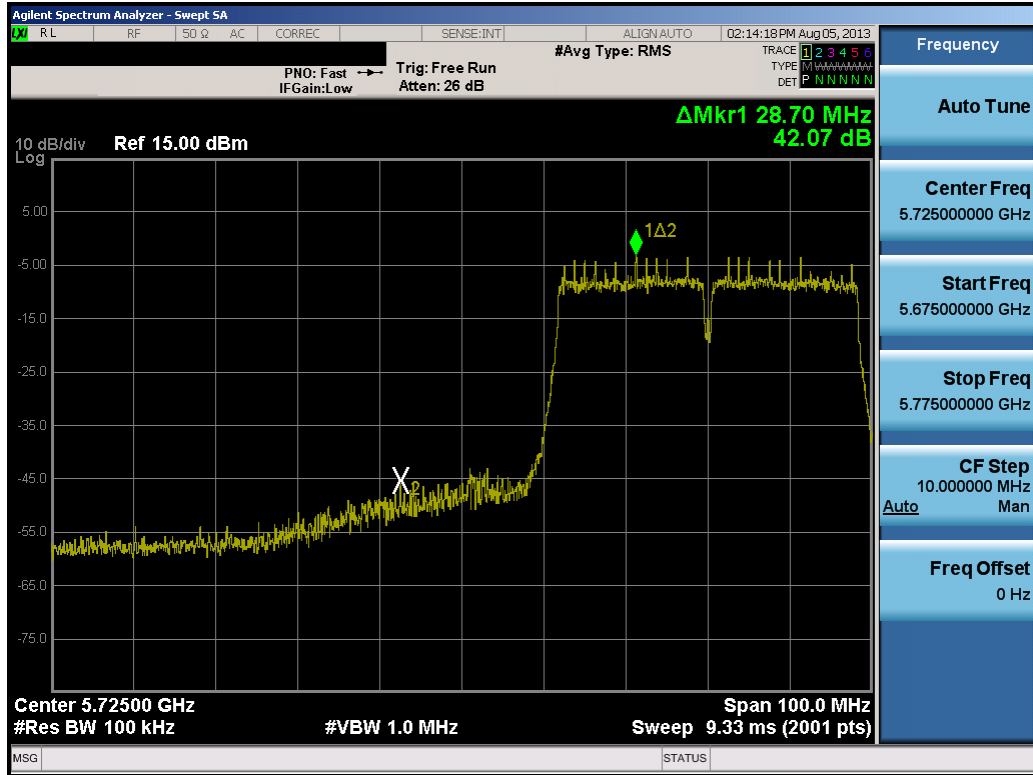 Agilent Spectrum Analyzer - Swept SA
LXI RL RF 50 Ω AC CORREC SENSE:INT ALIGN AUTO 02:14:18 PM Aug 05, 2013
#Avg Type: RMS
TRACE 1 2 3 4 5 6
PNO: Fast Trig: Free Run
TYPE M WWWWW
IFGain:Low Atten: 26 dB
DET P N N N N N
ΔMkr1 28.70 MHz
42.07 dB
10 dB/div Ref 15.00 dBm
Log
5.00
-5.00
-15.0
-25.0
-35.0
-45.0
-55.0
-65.0
-75.0
1Δ2
X2
Center 5.72500 GHz Span 100.0 MHz
#Res BW 100 kHz #VBW 1.0 MHz Sweep 9.33 ms (2001 pts)
MSG STATUS
Frequency
Auto Tune
Center Freq
5.725000000 GHz
Start Freq
5.675000000 GHz
Stop Freq
5.775000000 GHz
CF Step
10.000000 MHz
Auto Man
Freq Offset
0 Hz